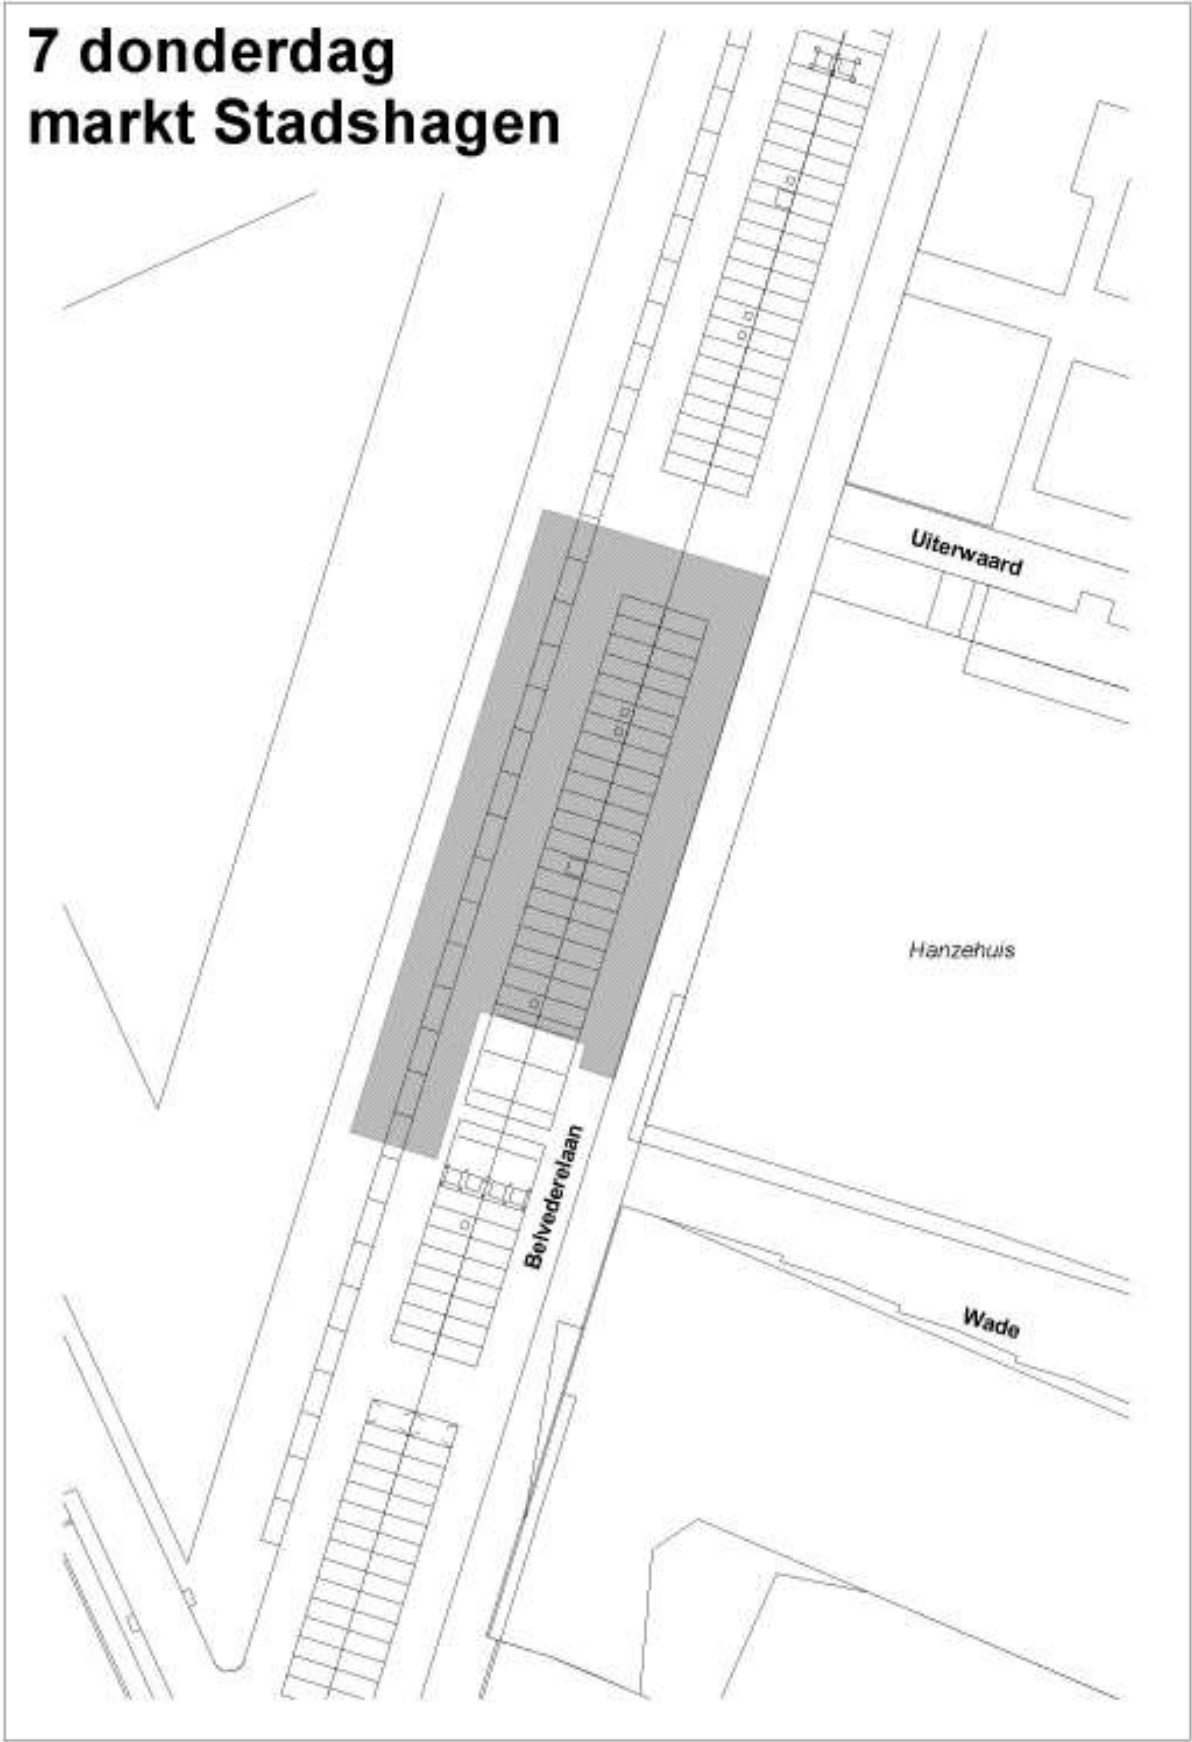 7 donderdag
markt Stadshagen
Uiterwaard
Hanzehuis
Belvederelaan
Wade